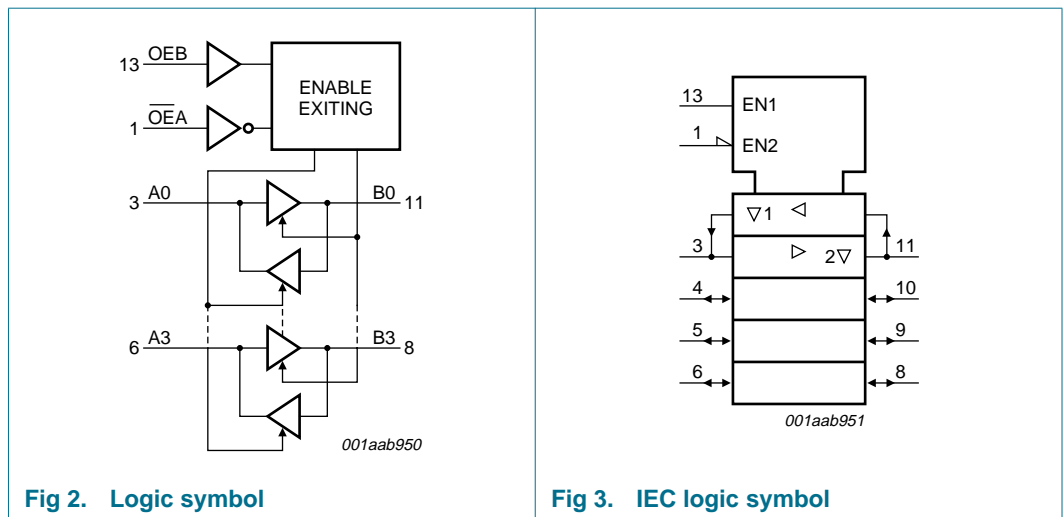 13 OEB
ENABLE
EXITING
1 O̅E̅A
3 A0 B0 11
6 A3 B3 8
001aab950
Fig 2. Logic symbol
13 EN1
1 EN2
▽1 ◁
3 ▷ 2▽ 11
4 10
5 9
6 8
001aab951
Fig 3. IEC logic symbol